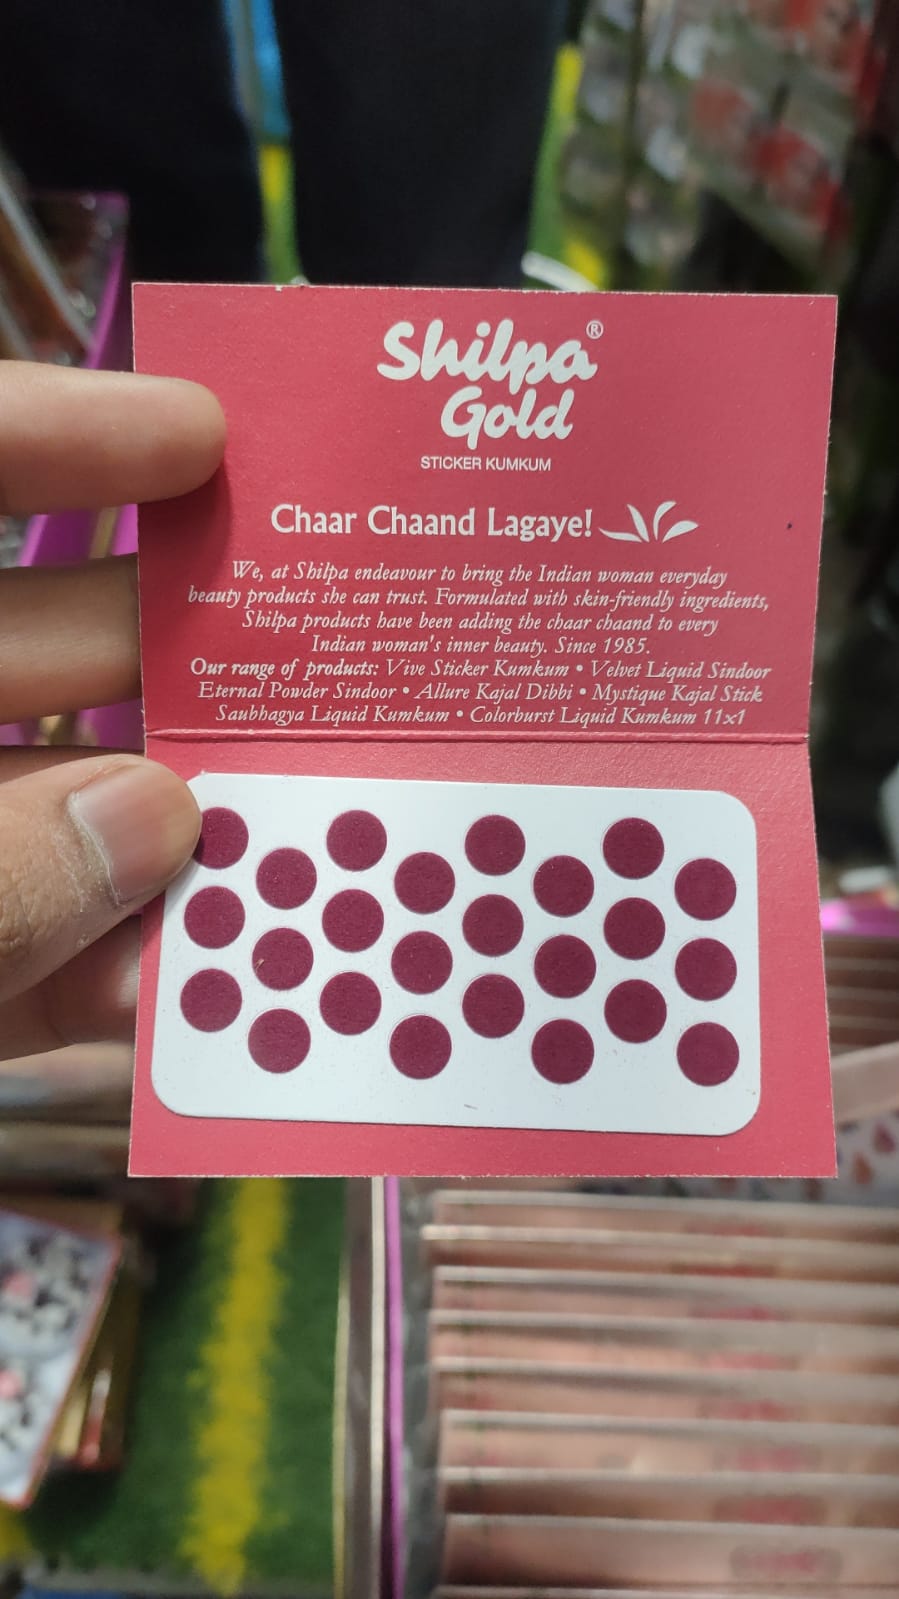 Shilpa®
Gold
STICKER KUMKUM
Chaar Chaand Lagaye!
We, at Shilpa endeavour to bring the Indian woman everyday
beauty products she can trust. Formulated with skin-friendly ingredients,
Shilpa products have been adding the chaar chaand to every
Indian woman's inner beauty. Since 1985.
Our range of products: Vive Sticker Kumkum • Velvet Liquid Sindoor
Eternal Powder Sindoor • Allure Kajal Dibbi • Mystique Kajal Stick
Saubhagya Liquid Kumkum • Colorburst Liquid Kumkum 11x1